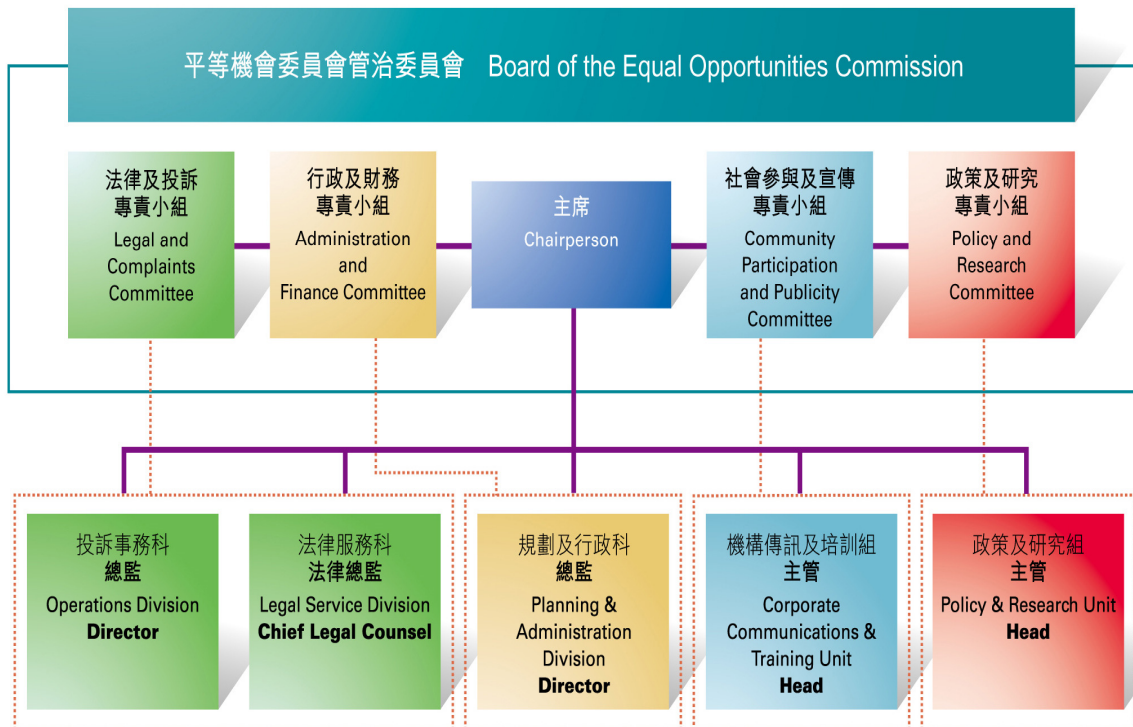 平等機會委員會管治委員會 Board of the Equal Opportunities Commission
法律及投訴
專責小組
Legal and
Complaints
Committee
行政及財務
專責小組
Administration
and
Finance Committee
主席
Chairperson
社會參與及宣傳
專責小組
Community
Participation
and Publicity
Committee
政策及研究
專責小組
Policy and
Research
Committee
投訴事務科
總監
Operations Division
Director
法律服務科
法律總監
Legal Service Division
Chief Legal Counsel
規劃及行政科
總監
Planning &
Administration
Division
Director
機構傳訊及培訓組
主管
Corporate
Communications &
Training Unit
Head
政策及研究組
主管
Policy & Research Unit
Head